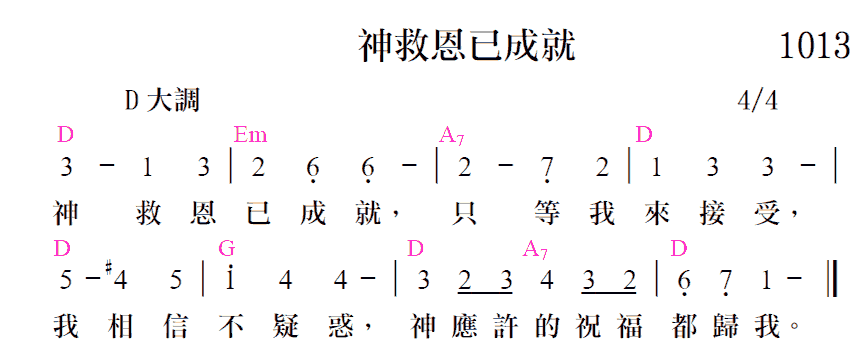 神救恩已成就 1013
D 大調 4/4
D Em A7 D
3 - 1 3 | 2 6̣ 6̣ - | 2 - 7̣ 2 | 1 3 3 - |
神 救 恩 已 成 就， 只 等 我 來 接 受，
D G D A7 D
5 - #4 5 | 1̇ 4 4 - | 3 2 3 4 3 2 | 6̣ 7̣ 1 - ‖
我 相 信 不 疑 惑， 神 應 許 的 祝 福 都 歸 我。